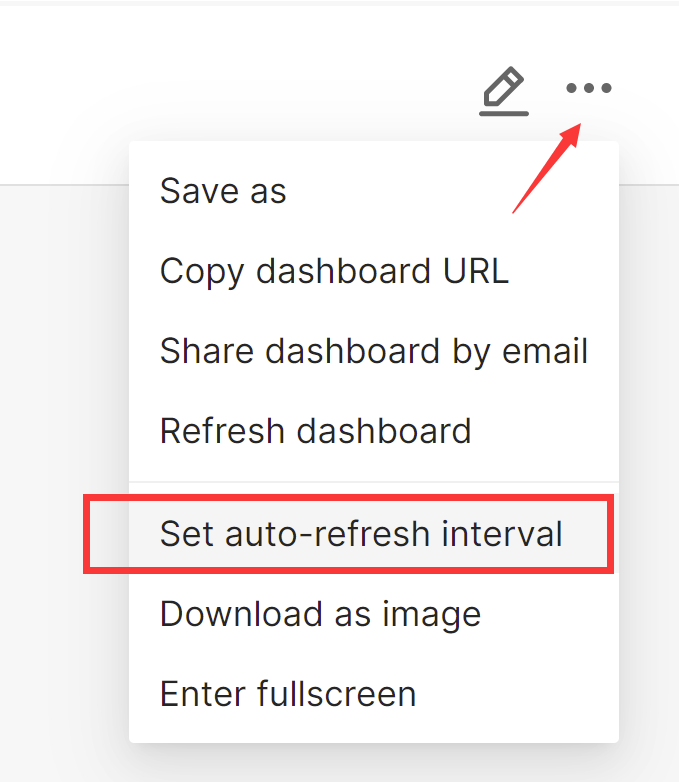 Save as
Copy dashboard URL
Share dashboard by email
Refresh dashboard
Set auto-refresh interval
Download as image
Enter fullscreen